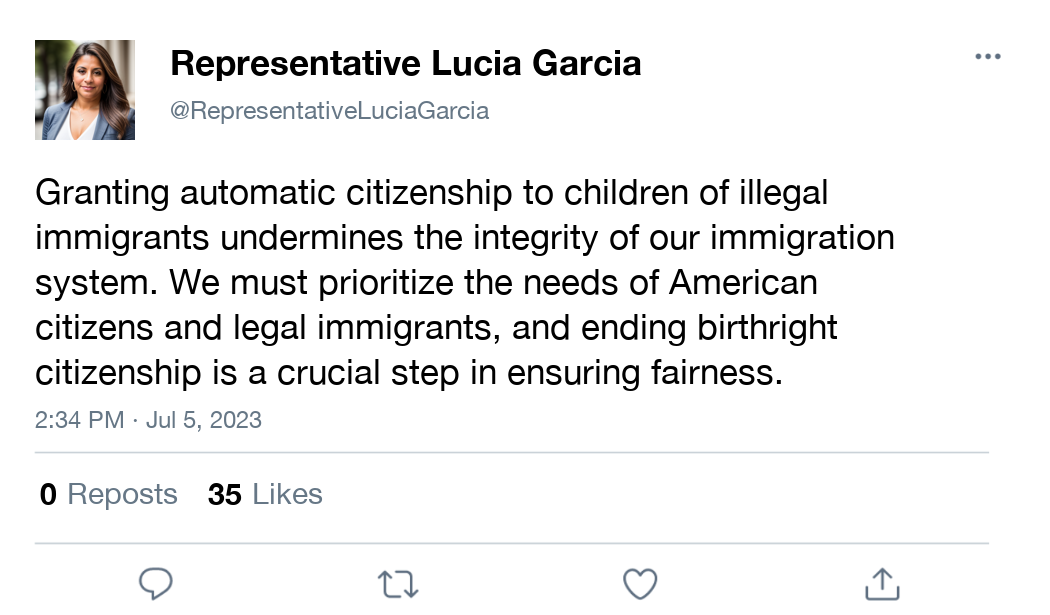 Representative Lucia Garcia
@RepresentativeLuciaGarcia
Granting automatic citizenship to children of illegal
immigrants undermines the integrity of our immigration
system. We must prioritize the needs of American
citizens and legal immigrants, and ending birthright
citizenship is a crucial step in ensuring fairness.
2:34 PM · Jul 5, 2023
0 Reposts 35 Likes